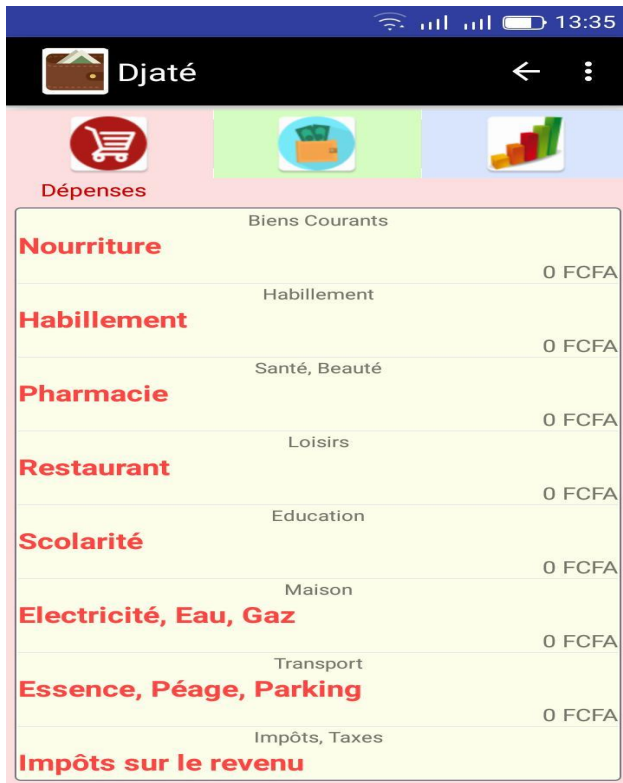 13:35
Djaté
Dépenses
Biens Courants
Nourriture
0 FCFA
Habillement
Habillement
0 FCFA
Santé, Beauté
Pharmacie
0 FCFA
Loisirs
Restaurant
0 FCFA
Education
Scolarité
0 FCFA
Maison
Electricité, Eau, Gaz
0 FCFA
Transport
Essence, Péage, Parking
0 FCFA
Impôts, Taxes
Impôts sur le revenu